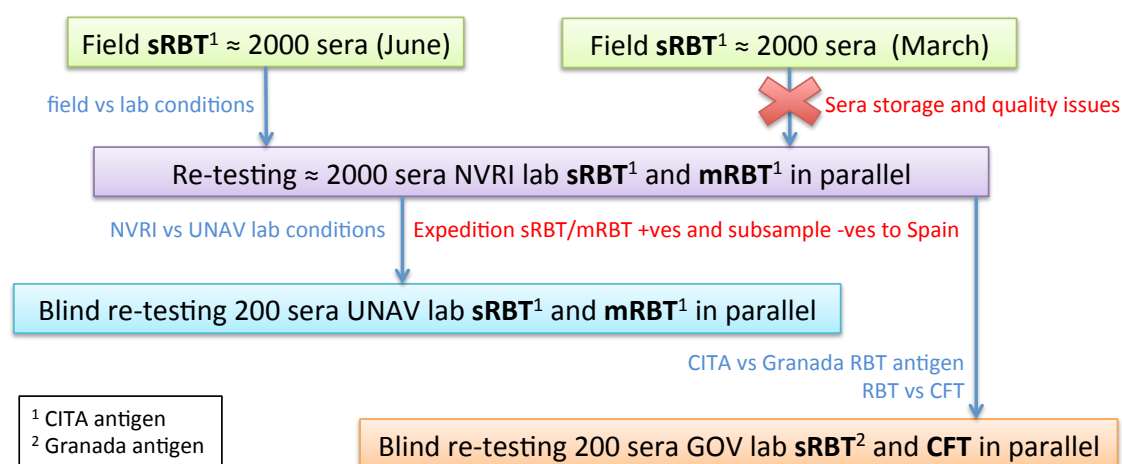 Field sRBT¹ ≈ 2000 sera (June)
Field sRBT¹ ≈ 2000 sera (March)
field vs lab conditions
Sera storage and quality issues
Re-testing ≈ 2000 sera NVRI lab sRBT¹ and mRBT¹ in parallel
NVRI vs UNAV lab conditions
Expedition sRBT/mRBT +ves and subsample -ves to Spain
Blind re-testing 200 sera UNAV lab sRBT¹ and mRBT¹ in parallel
CITA vs Granada RBT antigen
RBT vs CFT
¹ CITA antigen
² Granada antigen
Blind re-testing 200 sera GOV lab sRBT² and CFT in parallel